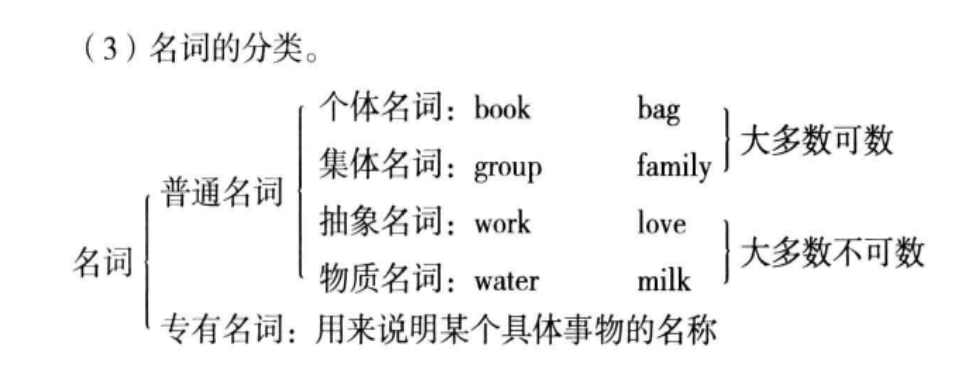 （3）名词的分类。
个体名词：book bag
大多数可数
集体名词：group family
普通名词
抽象名词：work love
名词
大多数不可数
物质名词：water milk
专有名词：用来说明某个具体事物的名称